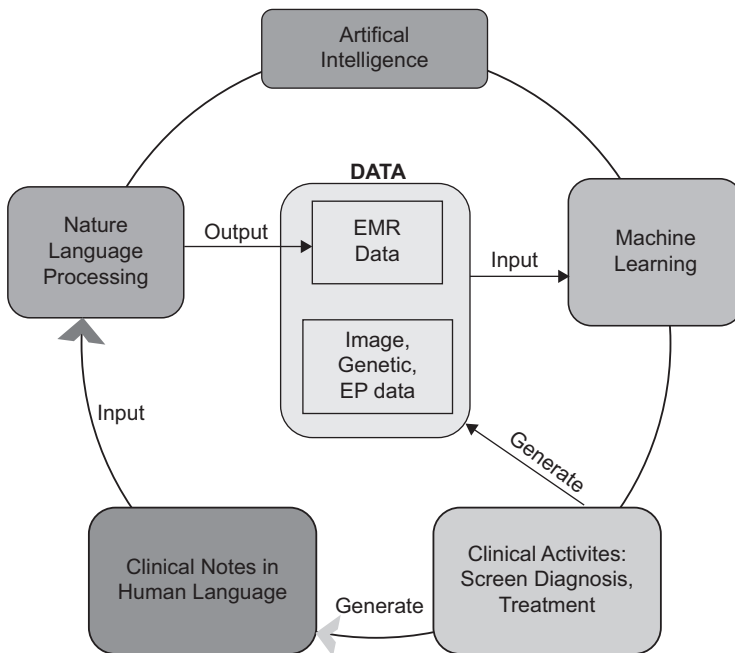 Artifical
Intelligence
DATA
Nature
Language
Processing
Output
EMR
Data
Input
Machine
Learning
Image,
Genetic,
EP data
Input
Generate
Clinical Notes in
Human Language
Generate
Clinical Activites:
Screen Diagnosis,
Treatment